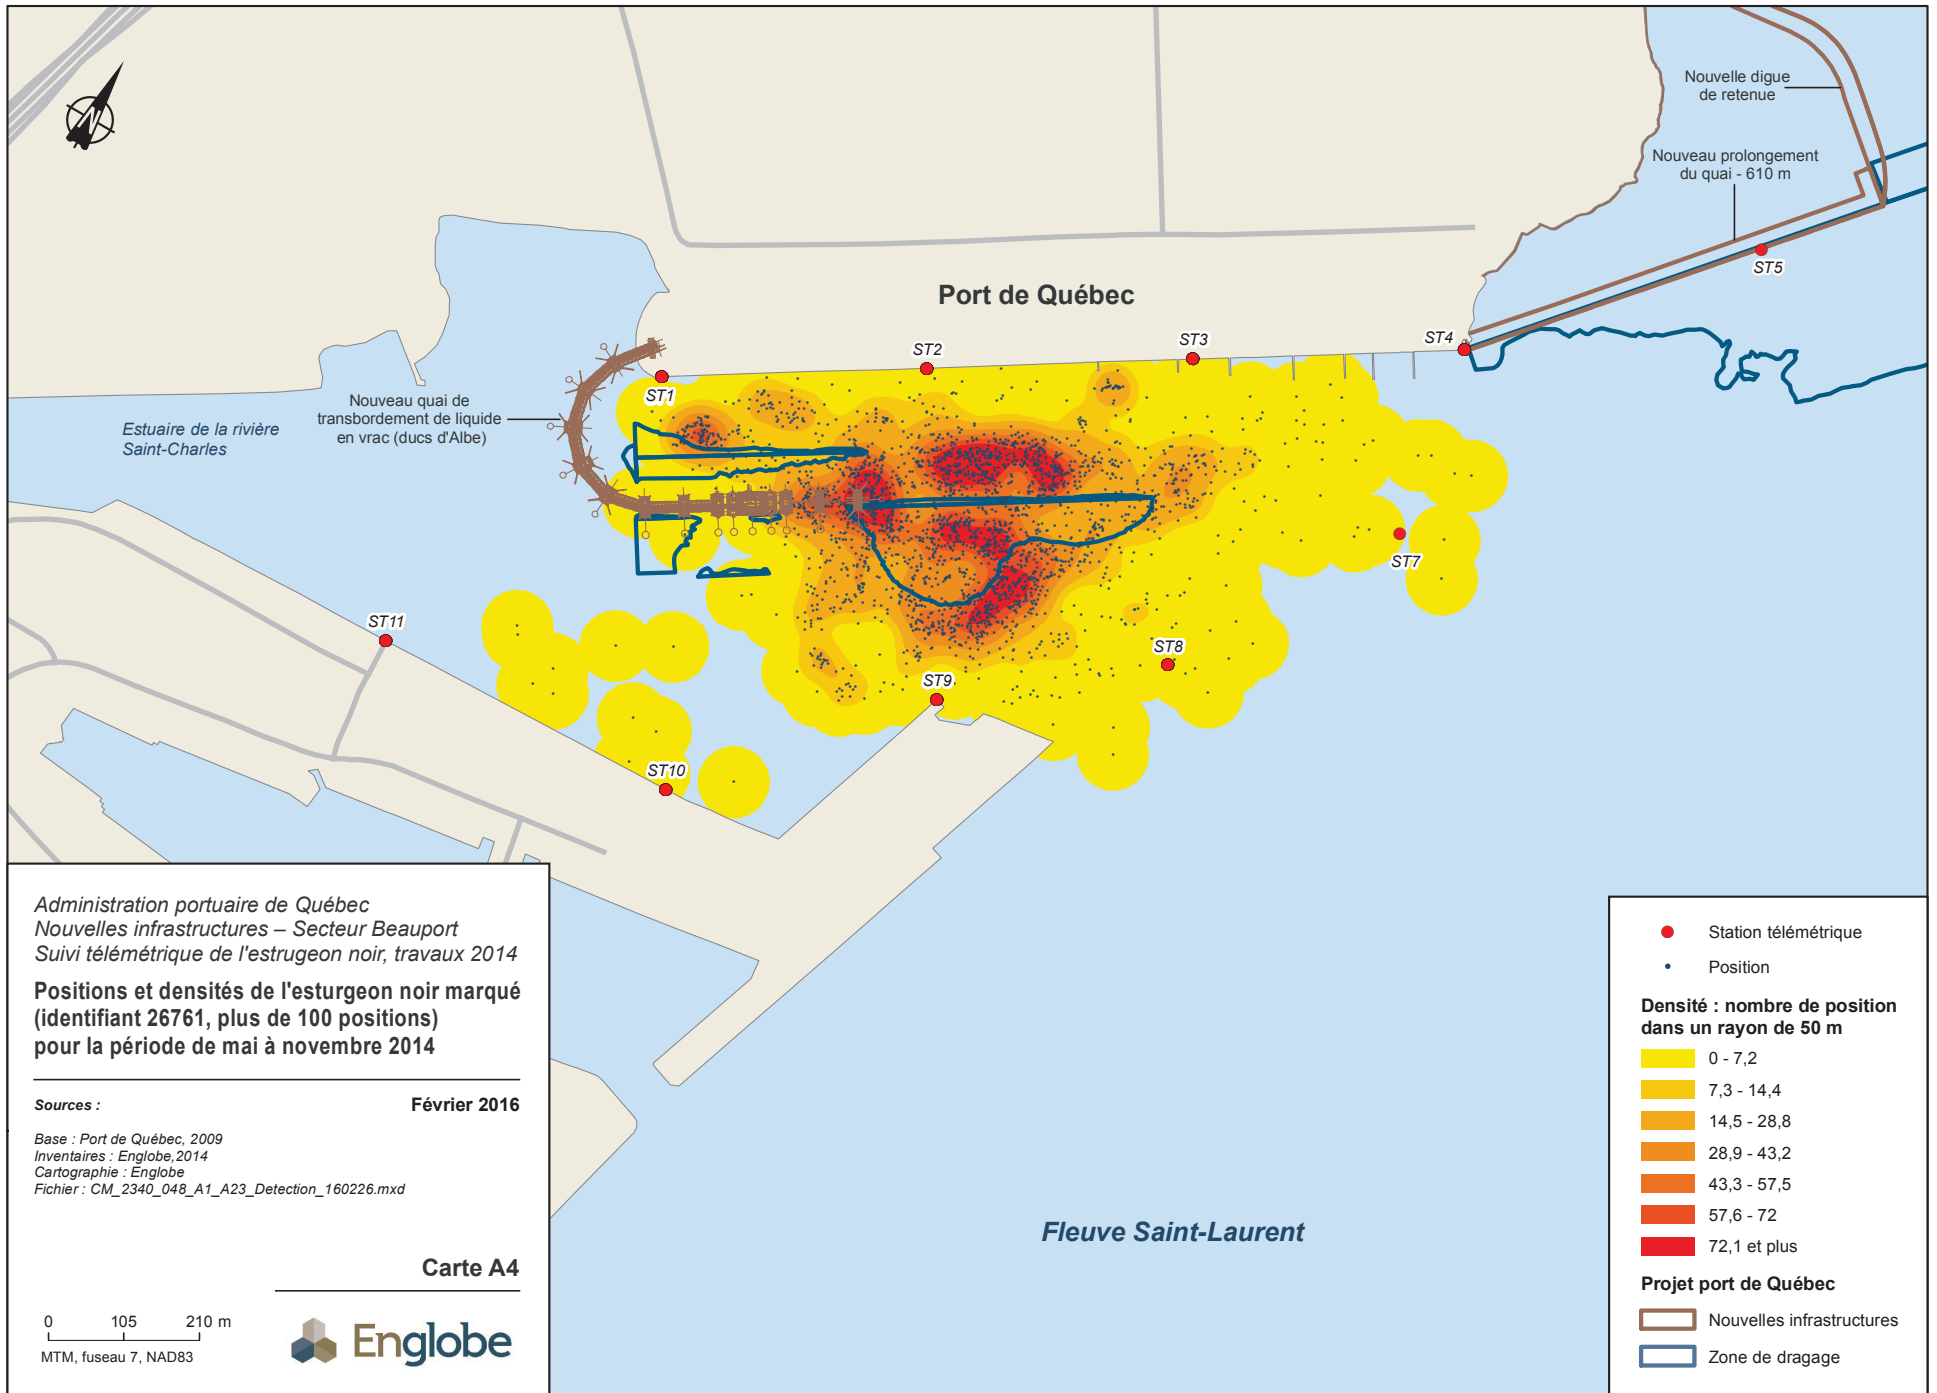 Nouvelle digue
de retenue
Nouveau prolongement
du quai - 610 m
N
Port de Québec
ST5
ST4
ST3
ST2
ST1
Nouveau quai de
transbordement de liquide
en vrac (ducs d'Albe)
Estuaire de la rivière
Saint-Charles
ST7
ST11
ST8
ST9
ST10
Fleuve Saint-Laurent
Administration portuaire de Québec
Nouvelles infrastructures – Secteur Beauport
Suivi télémétrique de l'estrugeon noir, travaux 2014
Positions et densités de l'esturgeon noir marqué
(identifiant 26761, plus de 100 positions)
pour la période de mai à novembre 2014
Sources : Février 2016
Base : Port de Québec, 2009
Inventaires : Englobe,2014
Cartographie : Englobe
Fichier : CM_2340_048_A1_A23_Detection_160226.mxd
Carte A4
0 105 210 m
MTM, fuseau 7, NAD83
Englobe
Station télémétrique
Position
Densité : nombre de position
dans un rayon de 50 m
0 - 7,2
7,3 - 14,4
14,5 - 28,8
28,9 - 43,2
43,3 - 57,5
57,6 - 72
72,1 et plus
Projet port de Québec
Nouvelles infrastructures
Zone de dragage